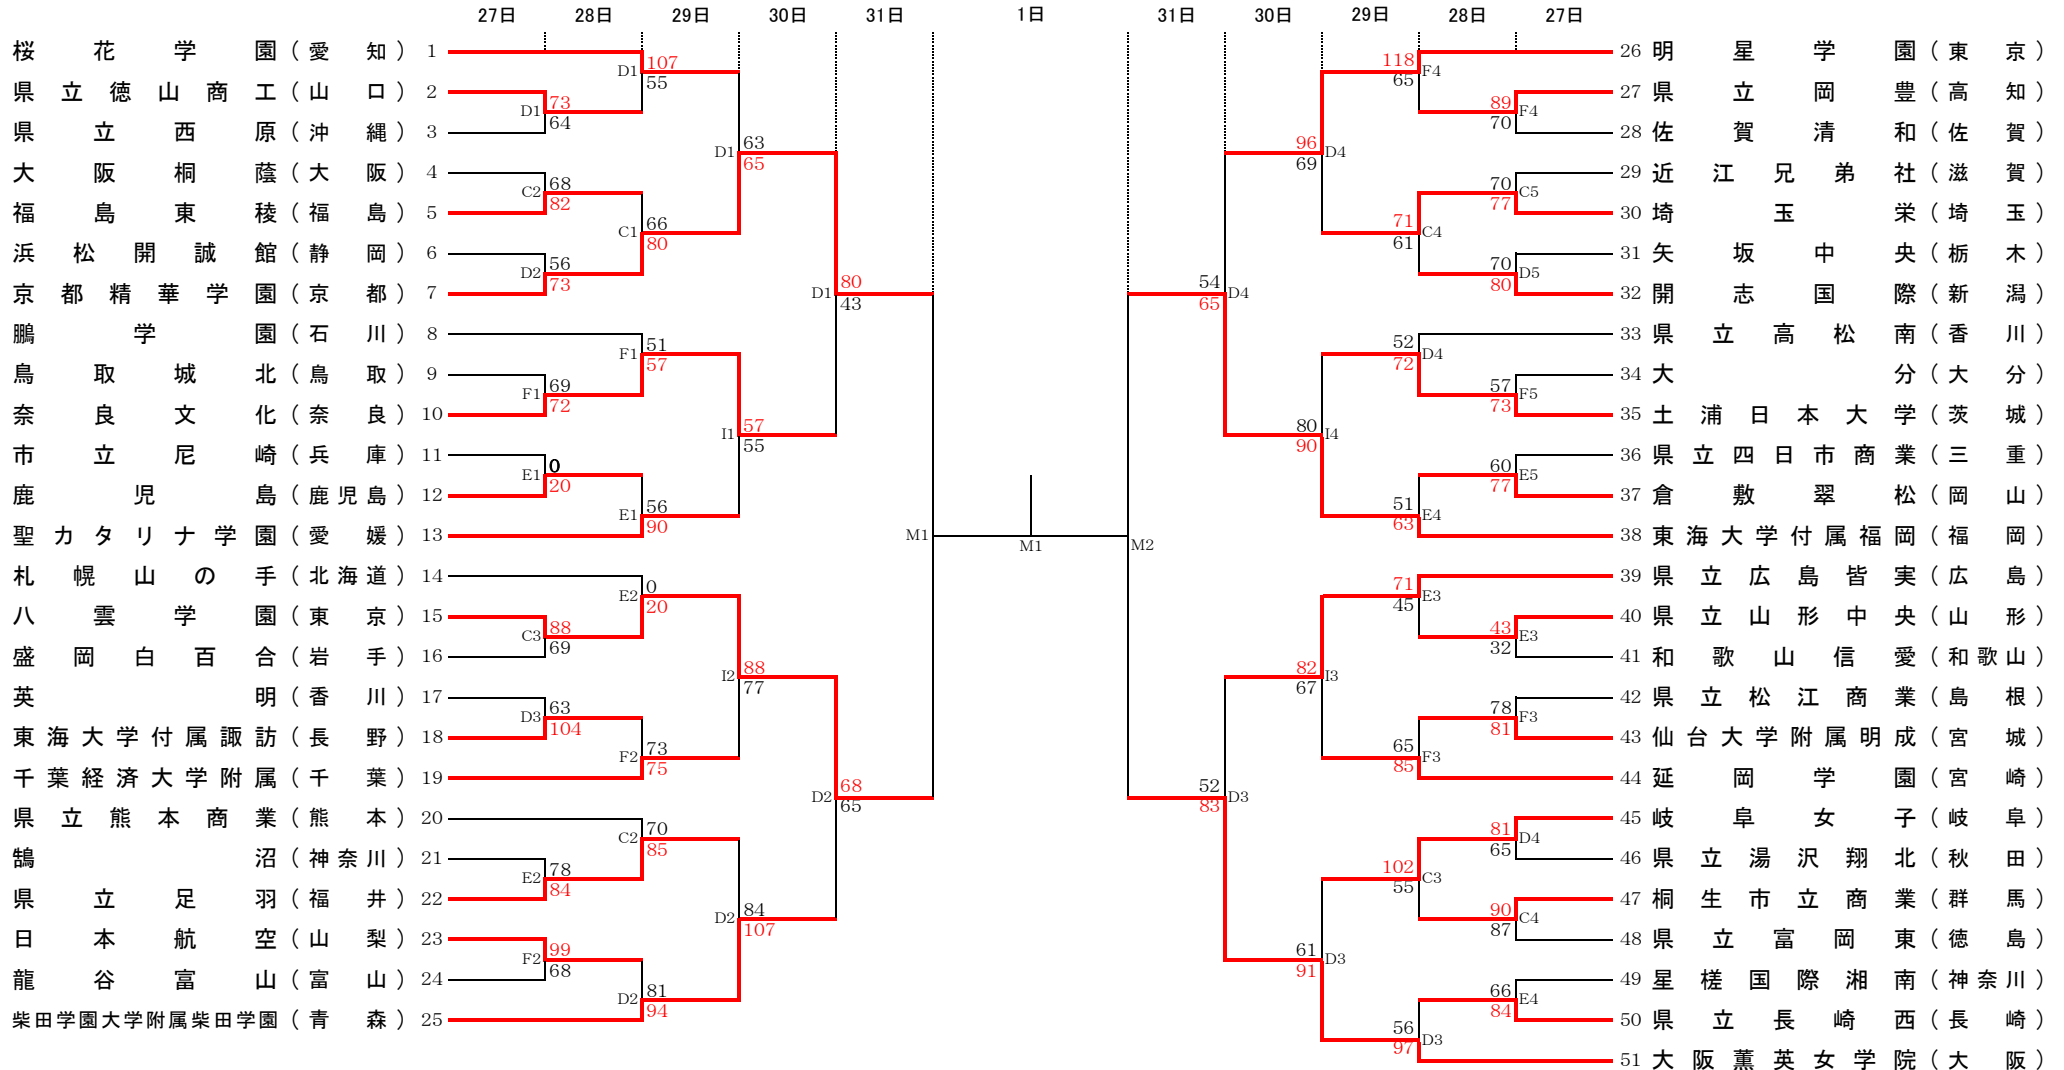 27日 28日 29日 30日 31日 1日 31日 30日 29日 28日 27日
桜花学園（愛知） 1
県立徳山商工（山口） 2
県立西原（沖縄） 3
大阪桐蔭（大阪） 4
福島東稜（福島） 5
浜松開誠館（静岡） 6
京都精華学園（京都） 7
鵬学園（石川） 8
鳥取城北（鳥取） 9
奈良文化（奈良） 10
市立尼崎（兵庫） 11
鹿児島（鹿児島） 12
聖カタリナ学園（愛媛） 13
札幌山の手（北海道） 14
八雲学園（東京） 15
盛岡白百合（岩手） 16
英明（香川） 17
東海大学付属諏訪（長野） 18
千葉経済大学附属（千葉） 19
県立熊本商業（熊本） 20
鵠沼（神奈川） 21
県立足羽（福井） 22
日本航空（山梨） 23
龍谷富山（富山） 24
柴田学園大学附属柴田学園（青森） 25
D1 73 64
C2 68 82
D2 56 73
F1 69 72
E1 0 20
C3 88 69
D3 63 104
E2 78 84
F2 99 68
D1 107 55
C1 66 80
F1 51 57
E1 56 90
E2 0 20
F2 73 75
C2 70 85
D2 81 94
D1 63 65
I1 57 55
I2 88 77
D2 84 107
D1 80 43
D2 68 65
M1
M1
M2
54 D4 65
52 D3 83
96 D4 69
80 I4 90
82 I3 67
61 D3 91
118 F4 65
71 C4 61
52 D4 72
51 E4 63
71 E3 45
65 F3 85
102 C3 55
56 D3 97
89 F4 70
70 C5 77
70 D5 80
57 F5 73
60 E5 77
43 E3 32
78 F3 81
81 D4 65
90 C4 87
66 E4 84
26 明星学園（東京）
27 県立岡豊（高知）
28 佐賀清和（佐賀）
29 近江兄弟社（滋賀）
30 埼玉栄（埼玉）
31 矢坂中央（栃木）
32 開志国際（新潟）
33 県立高松南（香川）
34 大分（大分）
35 土浦日本大学（茨城）
36 県立四日市商業（三重）
37 倉敷翠松（岡山）
38 東海大学付属福岡（福岡）
39 県立広島皆実（広島）
40 県立山形中央（山形）
41 和歌山信愛（和歌山）
42 県立松江商業（島根）
43 仙台大学附属明成（宮城）
44 延岡学園（宮崎）
45 岐阜女子（岐阜）
46 県立湯沢翔北（秋田）
47 桐生市立商業（群馬）
48 県立富岡東（徳島）
49 星槎国際湘南（神奈川）
50 県立長崎西（長崎）
51 大阪薫英女学院（大阪）